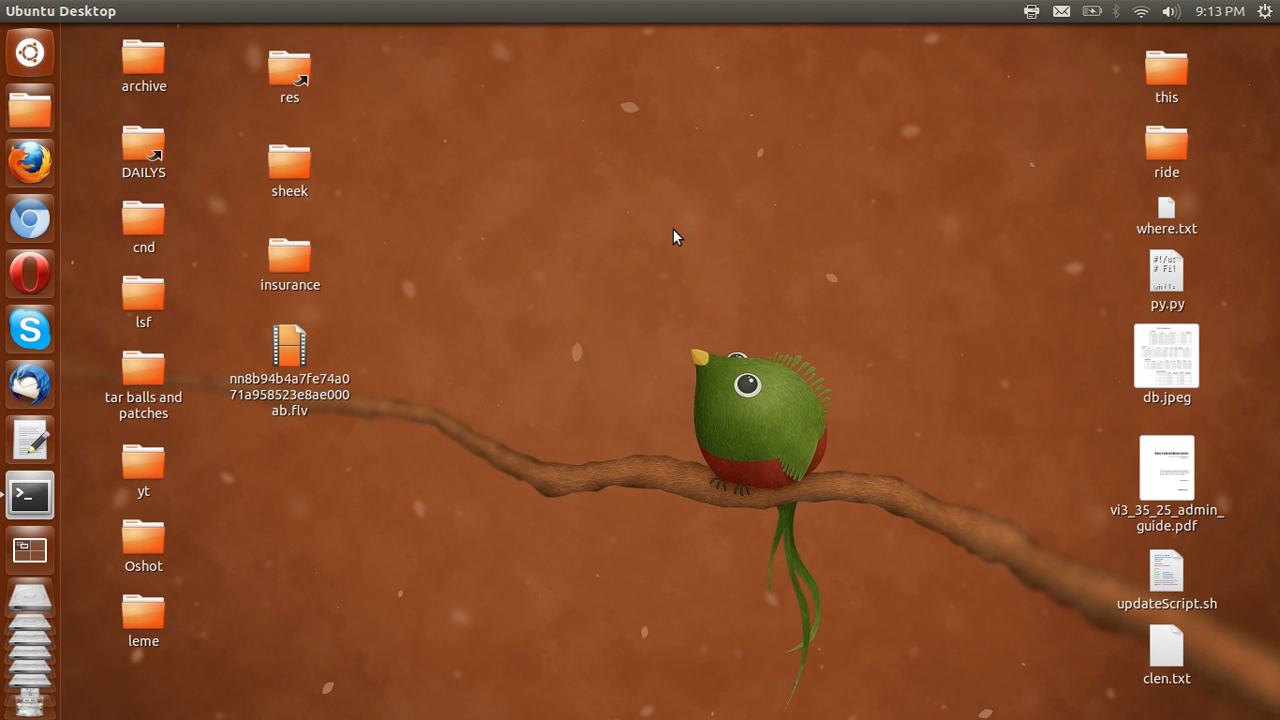 Ubuntu Desktop
9:13 PM
archive
DAILYS
cnd
lsf
tar balls and
patches
yt
Oshot
leme
res
sheek
insurance
nn8b94b4a7fe74a0
71a958523e8ae000
ab.flv
this
ride
where.txt
#!/u
# Fi
while
py.py
db.jpeg
vi3_35_25_admin_
guide.pdf
updateScript.sh
clen.txt